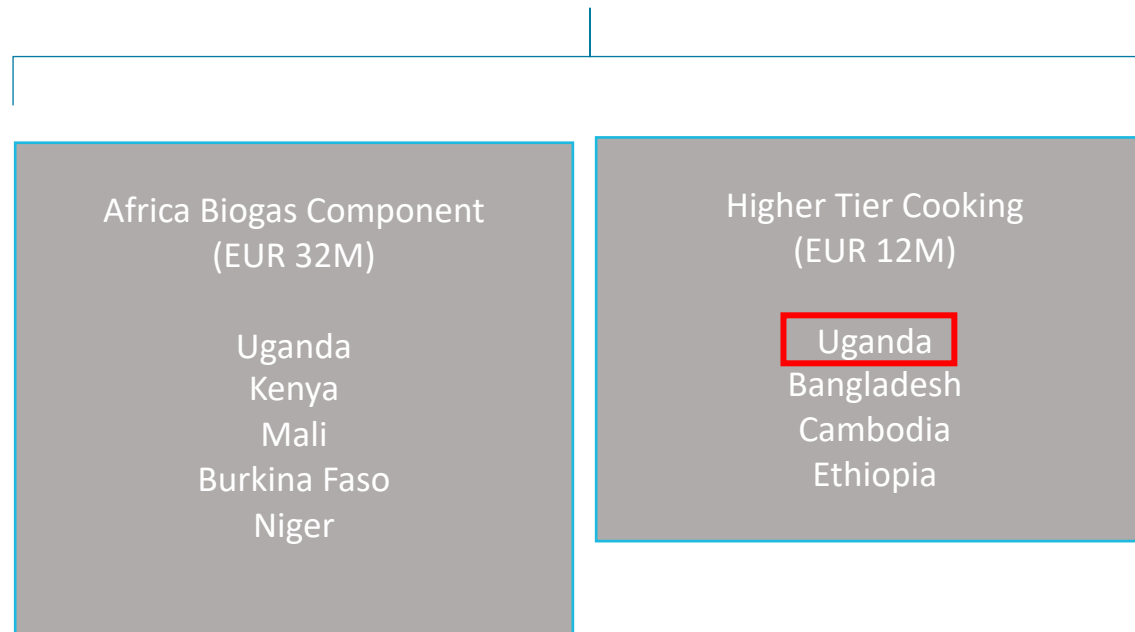 Africa Biogas Component
(EUR 32M)
Uganda
Kenya
Mali
Burkina Faso
Niger
Higher Tier Cooking
(EUR 12M)
Uganda
Bangladesh
Cambodia
Ethiopia